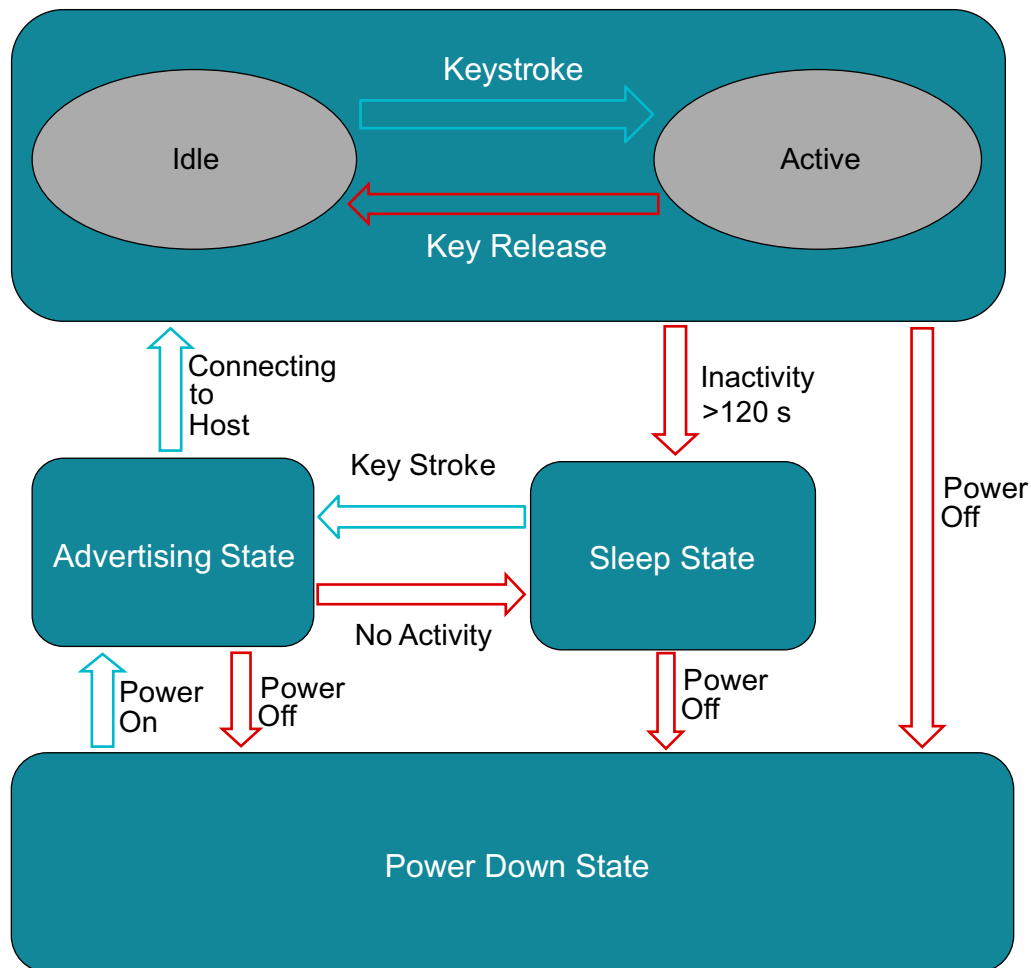 Keystroke
Idle
Active
Key Release
Connecting
to
Host
Inactivity
>120 s
Key Stroke
Power
Off
Advertising State
Sleep State
No Activity
Power
On
Power
Off
Power
Off
Power Down State